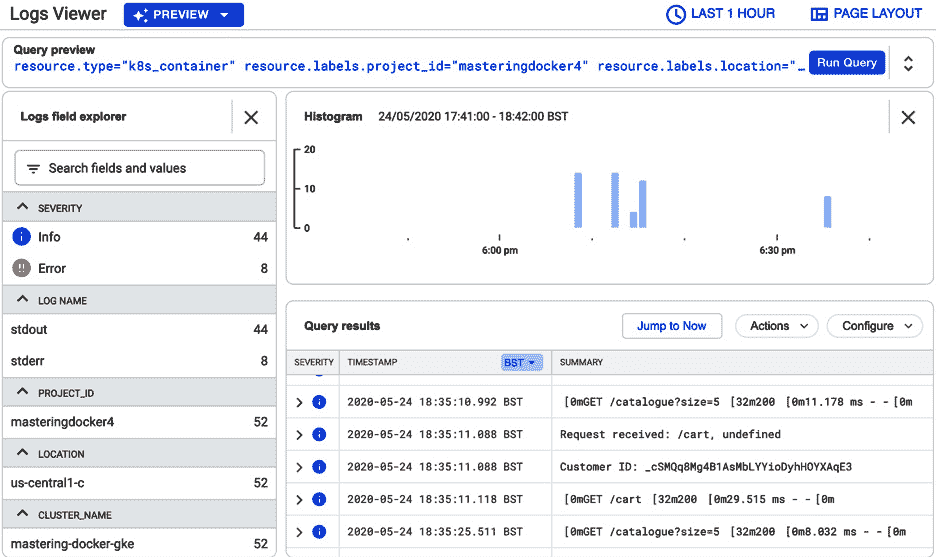 Logs Viewer PREVIEW LAST 1 HOUR PAGE LAYOUT
Query preview
resource.type="k8s_container" resource.labels.project_id="masteringdocker4" resource.labels.location="… Run Query
Logs field explorer
Search fields and values
SEVERITY
Info 44
Error 8
LOG NAME
stdout 44
stderr 8
PROJECT_ID
masteringdocker4 52
LOCATION
us-central1-c 52
CLUSTER_NAME
mastering-docker-gke 52
Histogram 24/05/2020 17:41:00 - 18:42:00 BST
20
10
0
6:00 pm 6:30 pm
Query results Jump to Now Actions Configure
SEVERITY TIMESTAMP BST SUMMARY
2020-05-24 18:35:10.992 BST [0mGET /catalogue?size=5 [32m200 [0m11.178 ms - - [0m
2020-05-24 18:35:11.088 BST Request received: /cart, undefined
2020-05-24 18:35:11.088 BST Customer ID: _cSMQq8Mg4B1AsMbLYYioDyhHOYXAqE3
2020-05-24 18:35:11.118 BST [0mGET /cart [32m200 [0m29.515 ms - - [0m
2020-05-24 18:35:25.511 BST [0mGET /catalogue?size=5 [32m200 [0m8.032 ms - - [0m